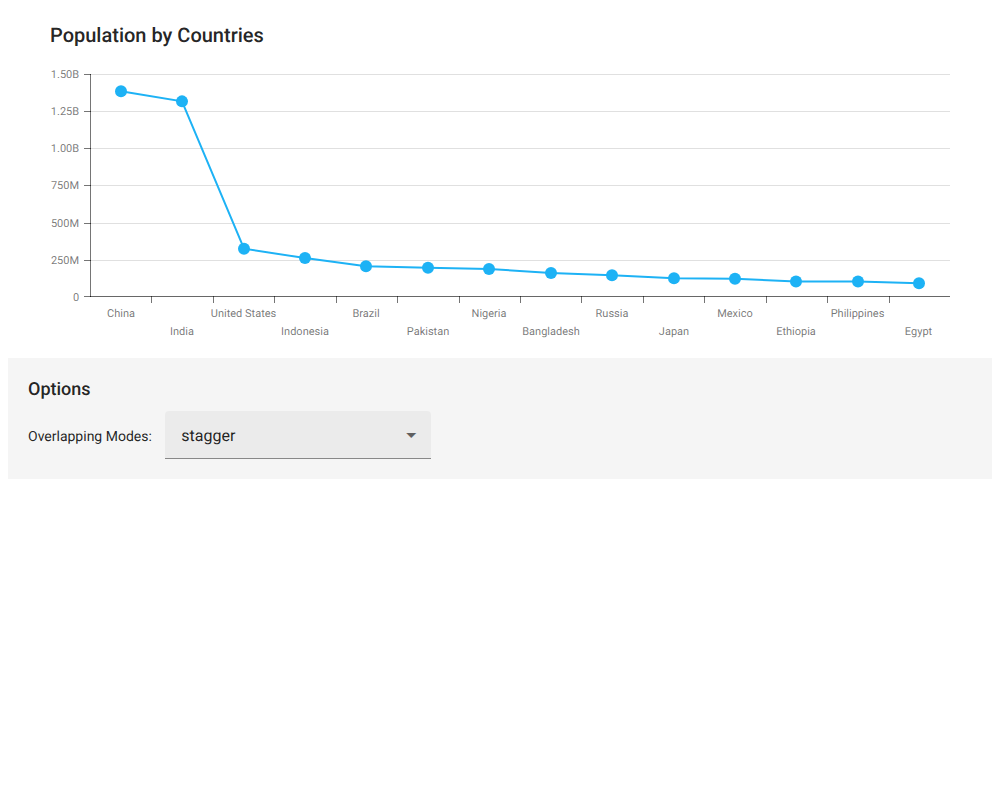 Population by Countries
1.50B
1.25B
1.00B
750M
500M
250M
0
China
India
United States
Indonesia
Brazil
Pakistan
Nigeria
Bangladesh
Russia
Japan
Mexico
Ethiopia
Philippines
Egypt
Options
Overlapping Modes: stagger